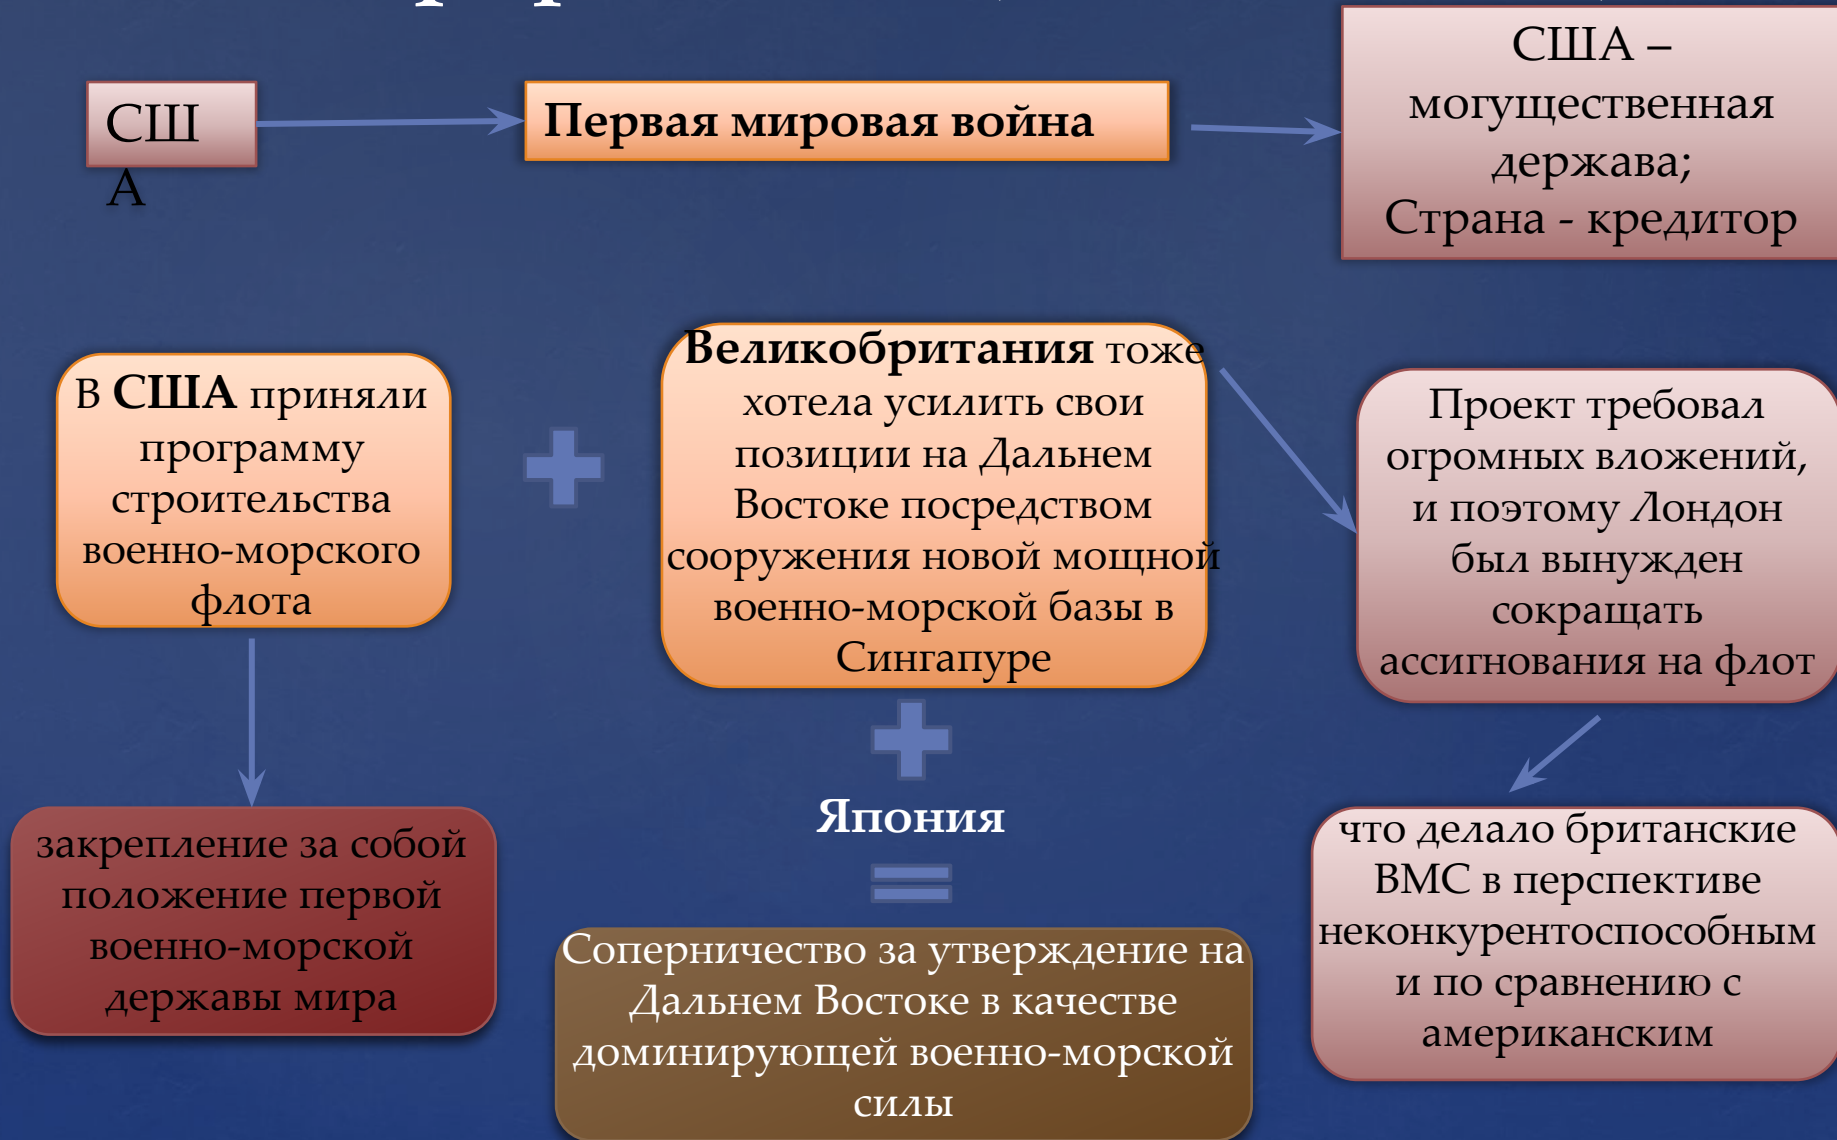 США
Первая мировая война
США –
могущественная
держава;
Страна - кредитор
В США приняли
программу
строительства
военно-морского
флота
Великобритания тоже
хотела усилить свои
позиции на Дальнем
Востоке посредством
сооружения новой мощной
военно-морской базы в
Сингапуре
Проект требовал
огромных вложений,
и поэтому Лондон
был вынужден
сокращать
ассигнования на флот
Япония
закрепление за собой
положение первой
военно-морской
державы мира
Соперничество за утверждение на
Дальнем Востоке в качестве
доминирующей военно-морской
силы
что делало британские
ВМС в перспективе
неконкурентоспособным
и по сравнению с
американским